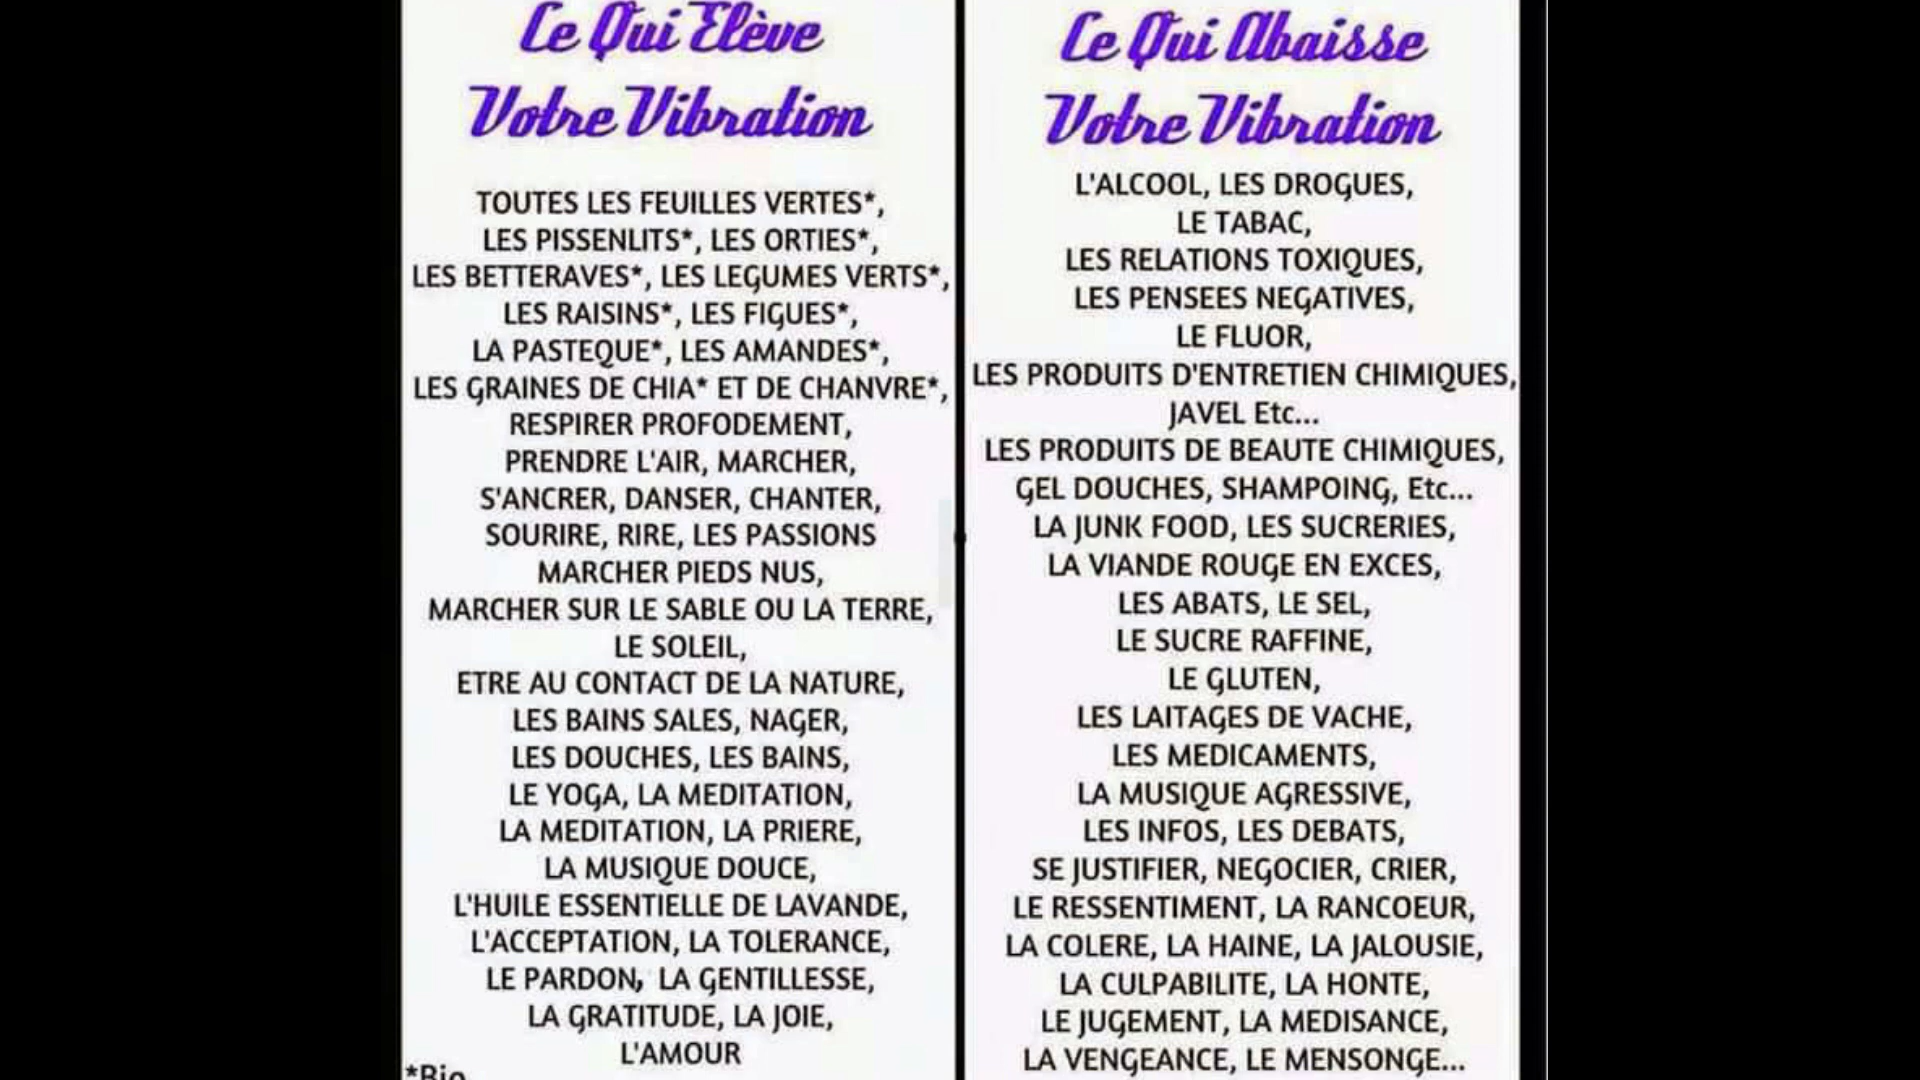 Ce Qui Elève
Votre Vibration
TOUTES LES FEUILLES VERTES*,
LES PISSENLITS*, LES ORTIES*,
LES BETTERAVES*, LES LEGUMES VERTS*,
LES RAISINS*, LES FIGUES*,
LA PASTEQUE*, LES AMANDES*,
LES GRAINES DE CHIA* ET DE CHANVRE*,
RESPIRER PROFODEMENT,
PRENDRE L'AIR, MARCHER,
S'ANCRER, DANSER, CHANTER,
SOURIRE, RIRE, LES PASSIONS
MARCHER PIEDS NUS,
MARCHER SUR LE SABLE OU LA TERRE,
LE SOLEIL,
ETRE AU CONTACT DE LA NATURE,
LES BAINS SALES, NAGER,
LES DOUCHES, LES BAINS,
LE YOGA, LA MEDITATION,
LA MEDITATION, LA PRIERE,
LA MUSIQUE DOUCE,
L'HUILE ESSENTIELLE DE LAVANDE,
L'ACCEPTATION, LA TOLERANCE,
LE PARDON, LA GENTILLESSE,
LA GRATITUDE, LA JOIE,
L'AMOUR
*Bio
Ce Qui Abaisse
Votre Vibration
L'ALCOOL, LES DROGUES,
LE TABAC,
LES RELATIONS TOXIQUES,
LES PENSEES NEGATIVES,
LE FLUOR,
LES PRODUITS D'ENTRETIEN CHIMIQUES,
JAVEL Etc...
LES PRODUITS DE BEAUTE CHIMIQUES,
GEL DOUCHES, SHAMPOING, Etc...
LA JUNK FOOD, LES SUCRERIES,
LA VIANDE ROUGE EN EXCES,
LES ABATS, LE SEL,
LE SUCRE RAFFINE,
LE GLUTEN,
LES LAITAGES DE VACHE,
LES MEDICAMENTS,
LA MUSIQUE AGRESSIVE,
LES INFOS, LES DEBATS,
SE JUSTIFIER, NEGOCIER, CRIER,
LE RESSENTIMENT, LA RANCOEUR,
LA COLERE, LA HAINE, LA JALOUSIE,
LA CULPABILITE, LA HONTE,
LE JUGEMENT, LA MEDISANCE,
LA VENGEANCE, LE MENSONGE...